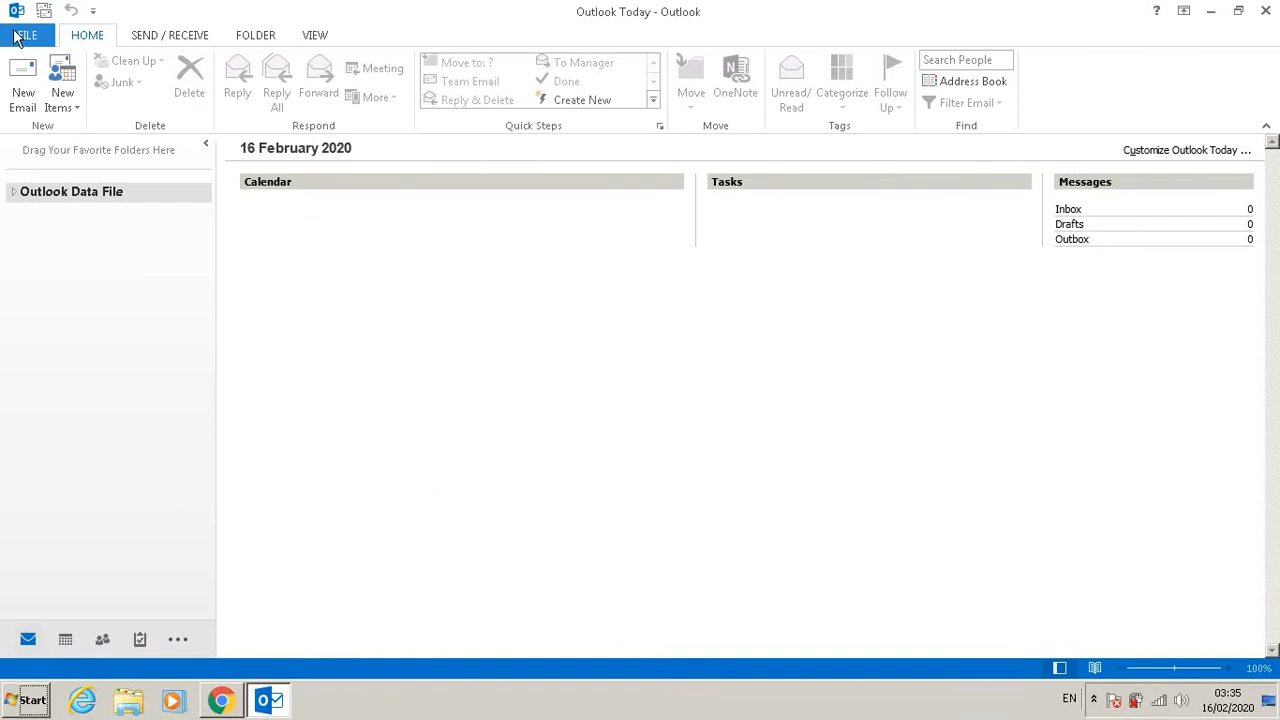 Outlook Today - Outlook
FILE
HOME
SEND / RECEIVE
FOLDER
VIEW
New Email
New Items
New
Clean Up
Junk
Delete
Delete
Reply
Reply All
Forward
Meeting
More
Respond
Move to: ?
Team Email
Reply & Delete
To Manager
Done
Create New
Quick Steps
Move
OneNote
Move
Unread/ Read
Categorize
Follow Up
Tags
Search People
Address Book
Filter Email
Find
Drag Your Favorite Folders Here
Outlook Data File
16 February 2020
Customize Outlook Today ...
Calendar
Tasks
Messages
Inbox 0
Drafts 0
Outbox 0
100%
Start
EN
03:35
16/02/2020